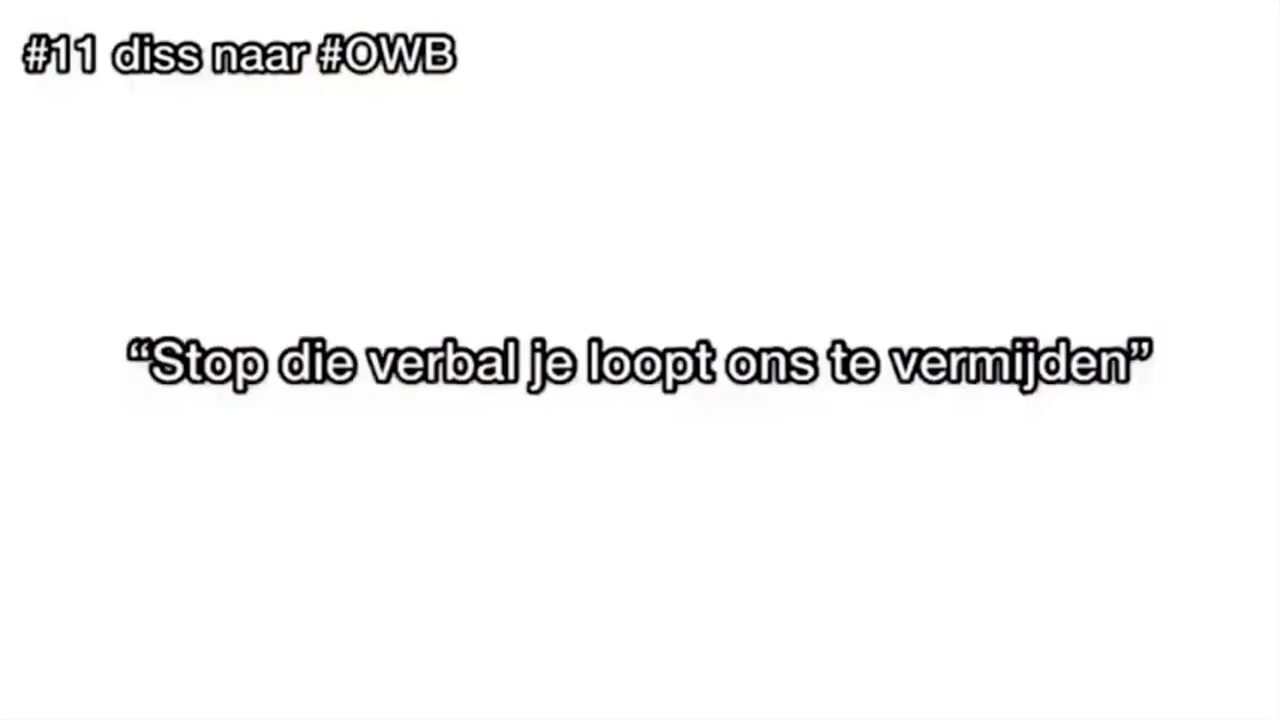 #11 diss naar #OWB
“Stop die verbal je loopt ons te vermijden”